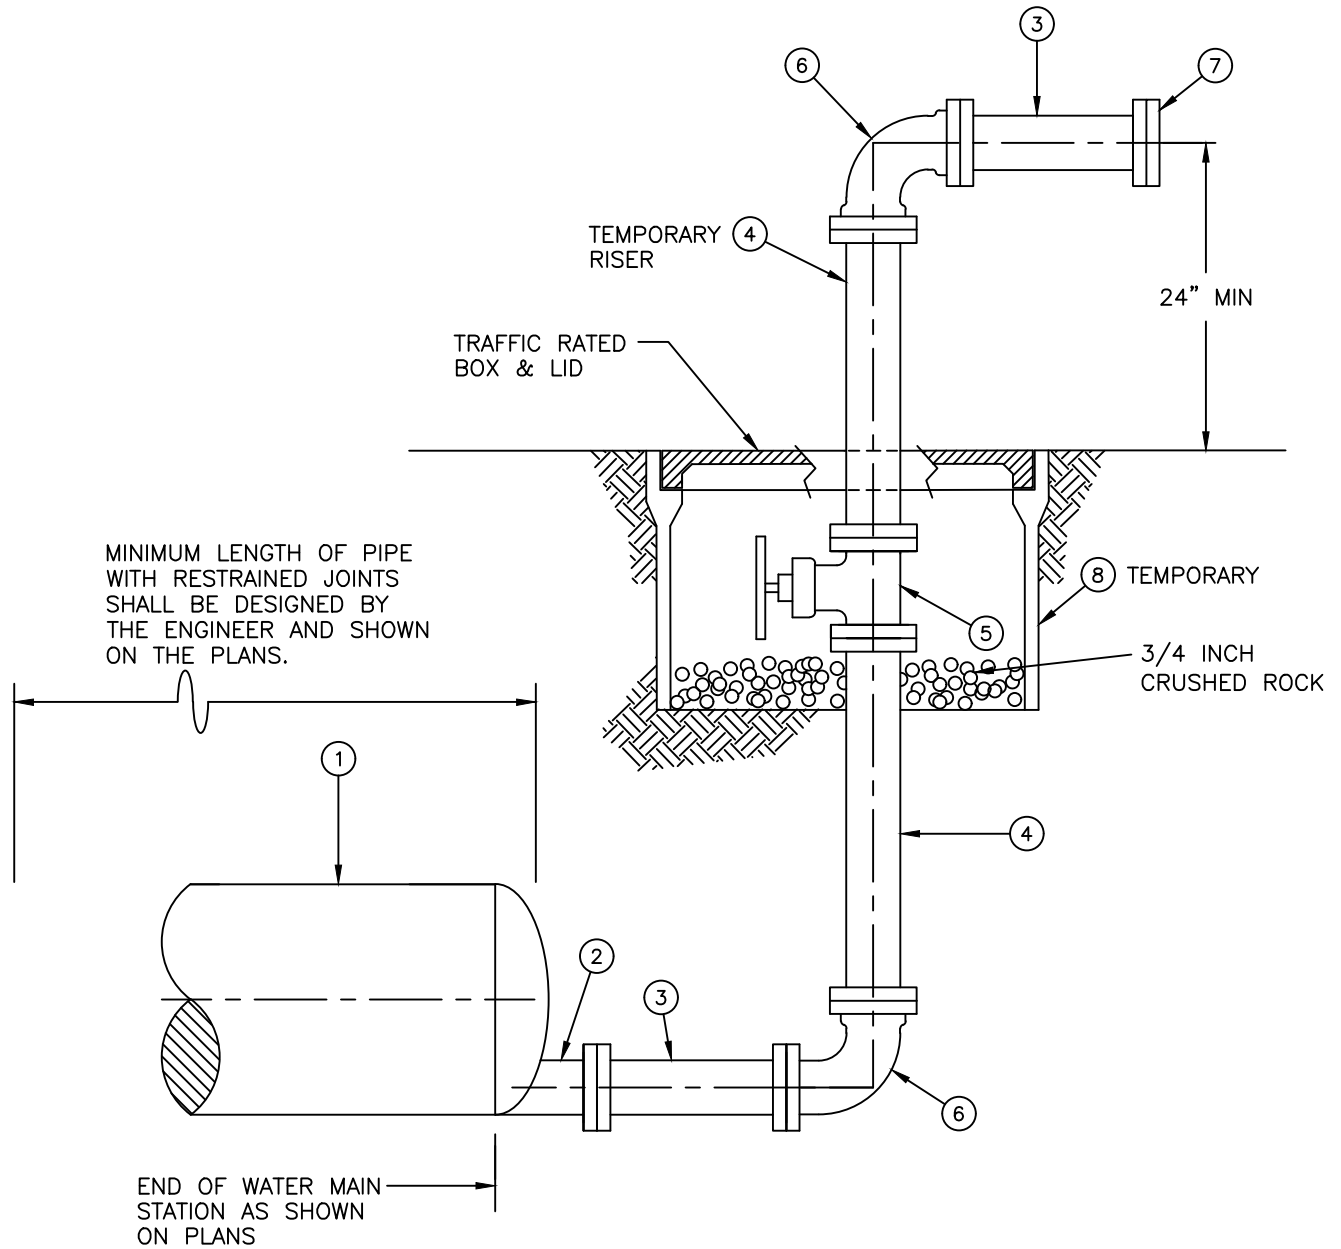 3
6
7
TEMPORARY 4
RISER
24” MIN
TRAFFIC RATED
BOX & LID
MINIMUM LENGTH OF PIPE
WITH RESTRAINED JOINTS
SHALL BE DESIGNED BY
THE ENGINEER AND SHOWN
ON THE PLANS.
8 TEMPORARY
5
3/4 INCH
CRUSHED ROCK
1
4
2
3
6
END OF WATER MAIN
STATION AS SHOWN
ON PLANS